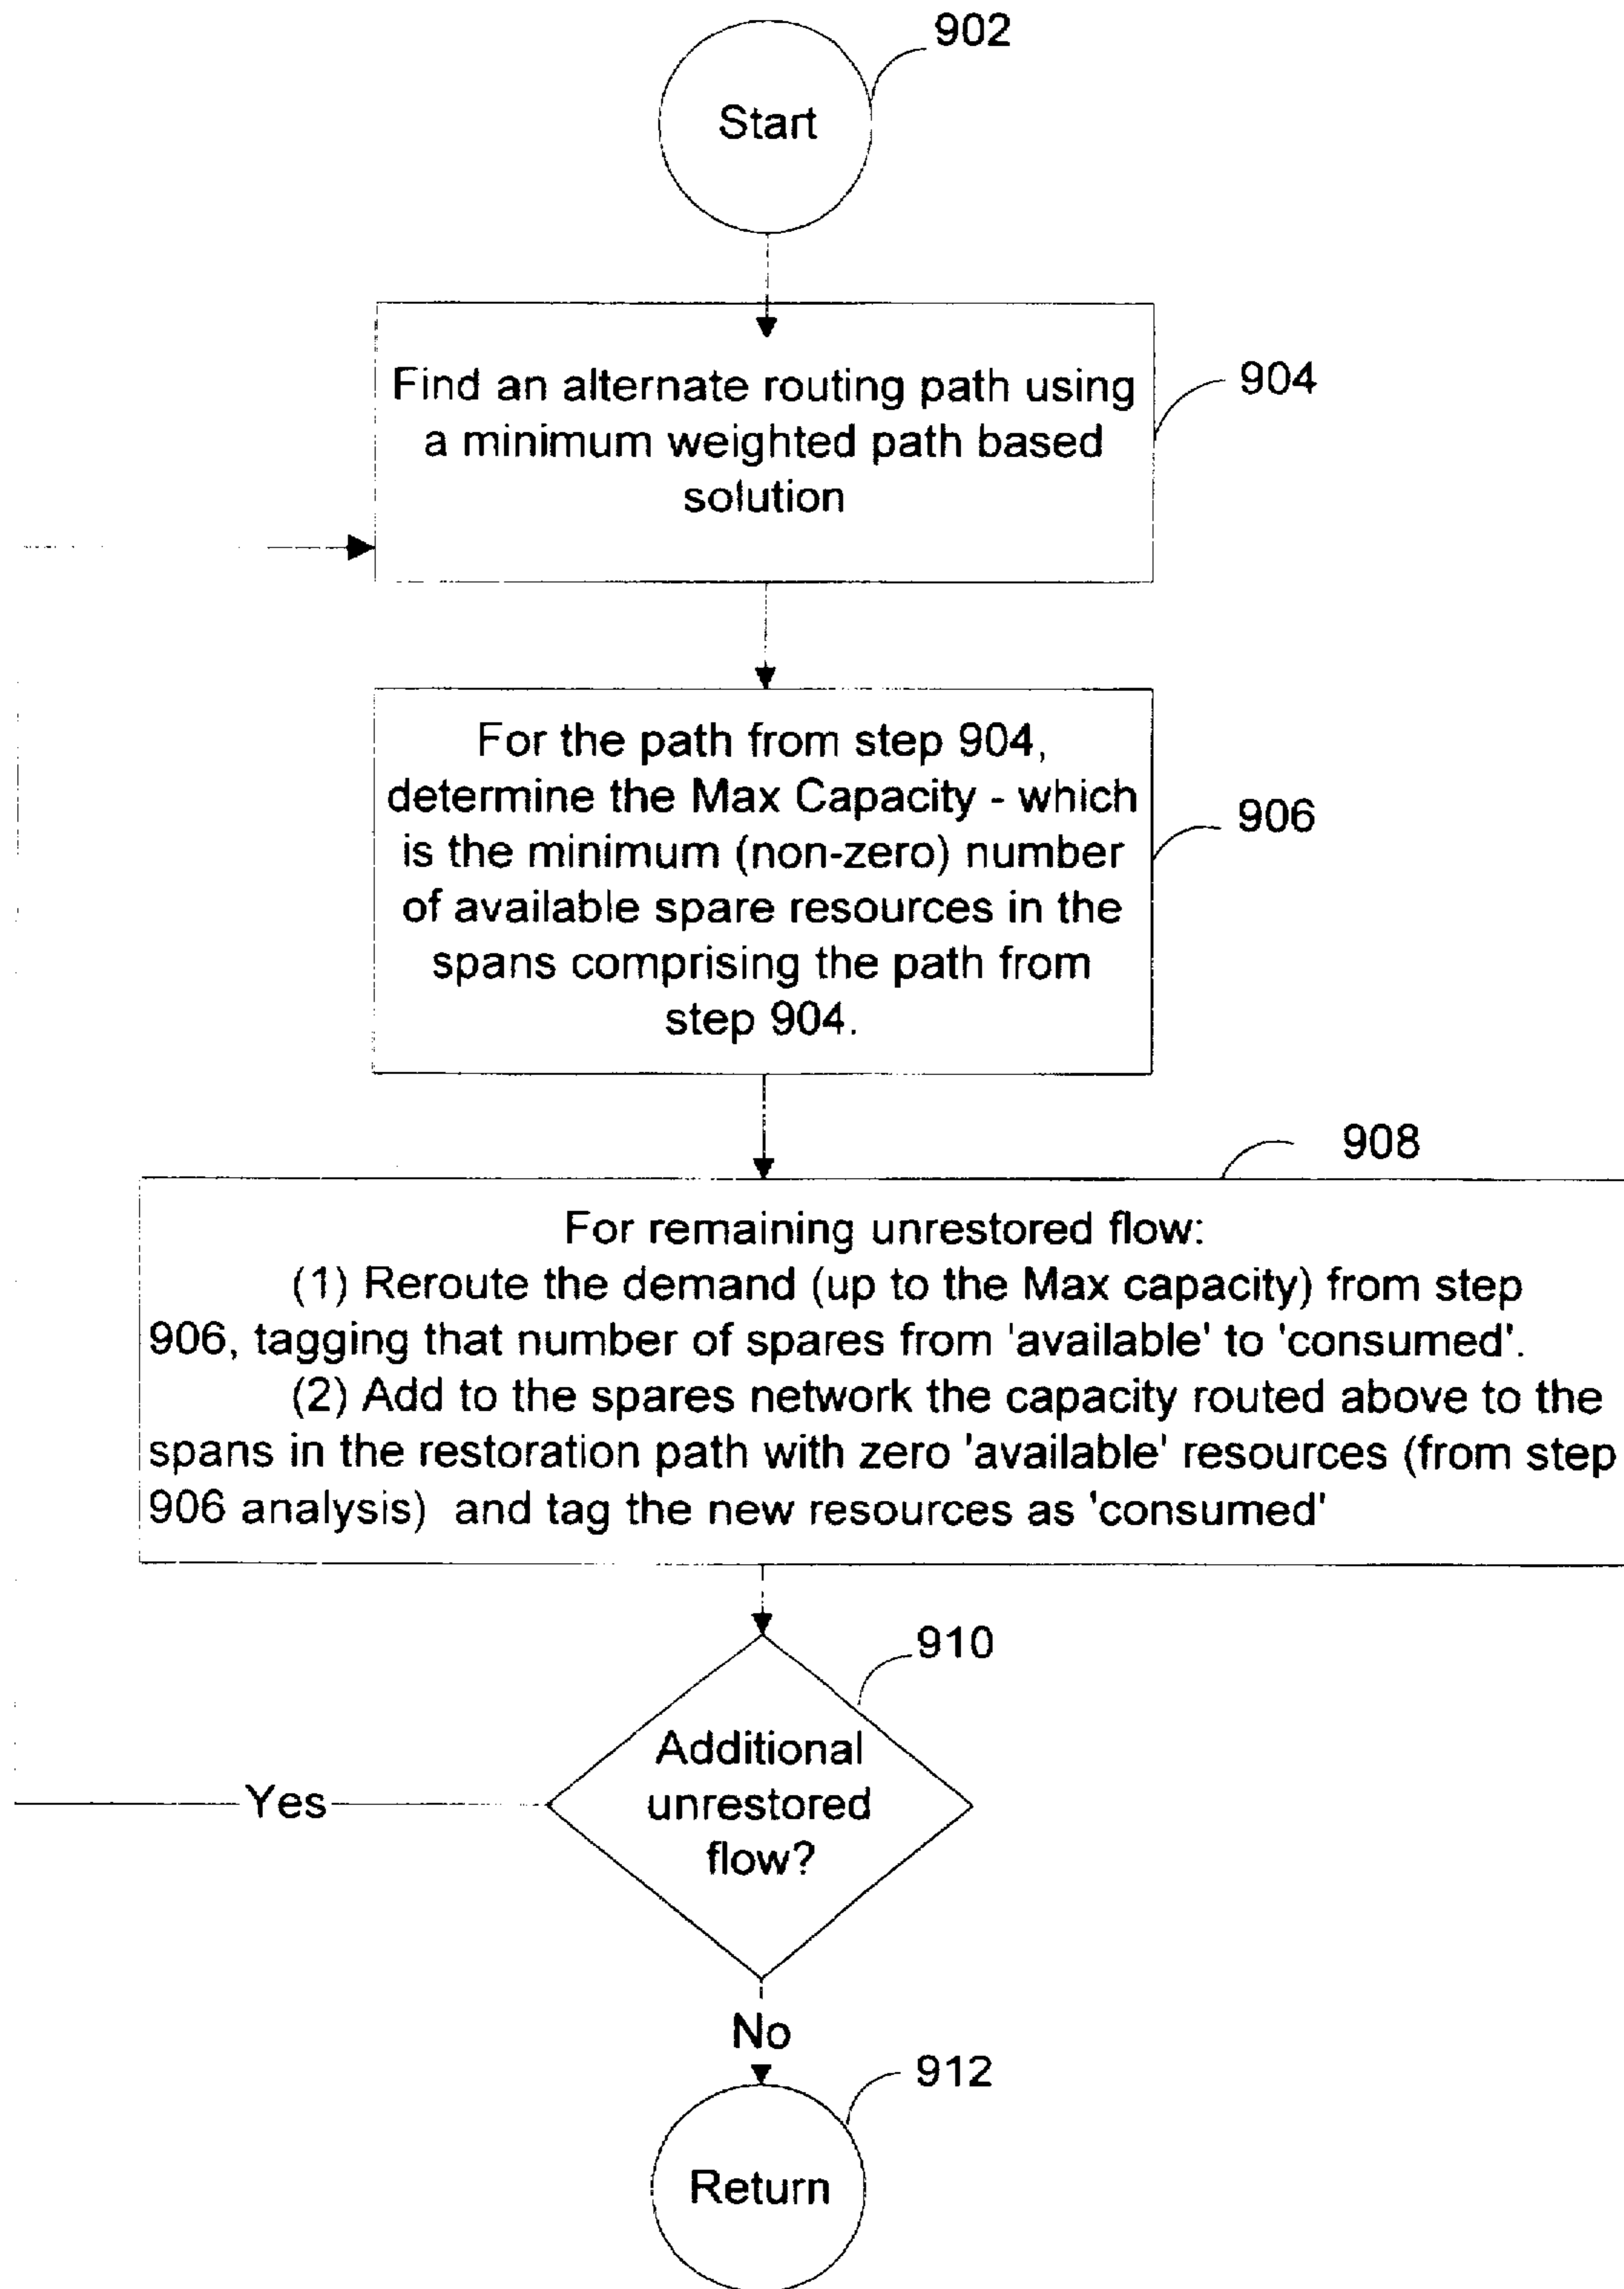 902
Start
Find an alternate routing path using
a minimum weighted path based
solution
904
For the path from step 904,
determine the Max Capacity - which
is the minimum (non-zero) number
of available spare resources in the
spans comprising the path from
step 904.
906
908
For remaining unrestored flow:
(1) Reroute the demand (up to the Max capacity) from step
906, tagging that number of spares from 'available' to 'consumed'.
(2) Add to the spares network the capacity routed above to the
spans in the restoration path with zero 'available' resources (from step
906 analysis)  and tag the new resources as 'consumed'
910
Additional
unrestored
flow?
Yes
No
912
Return